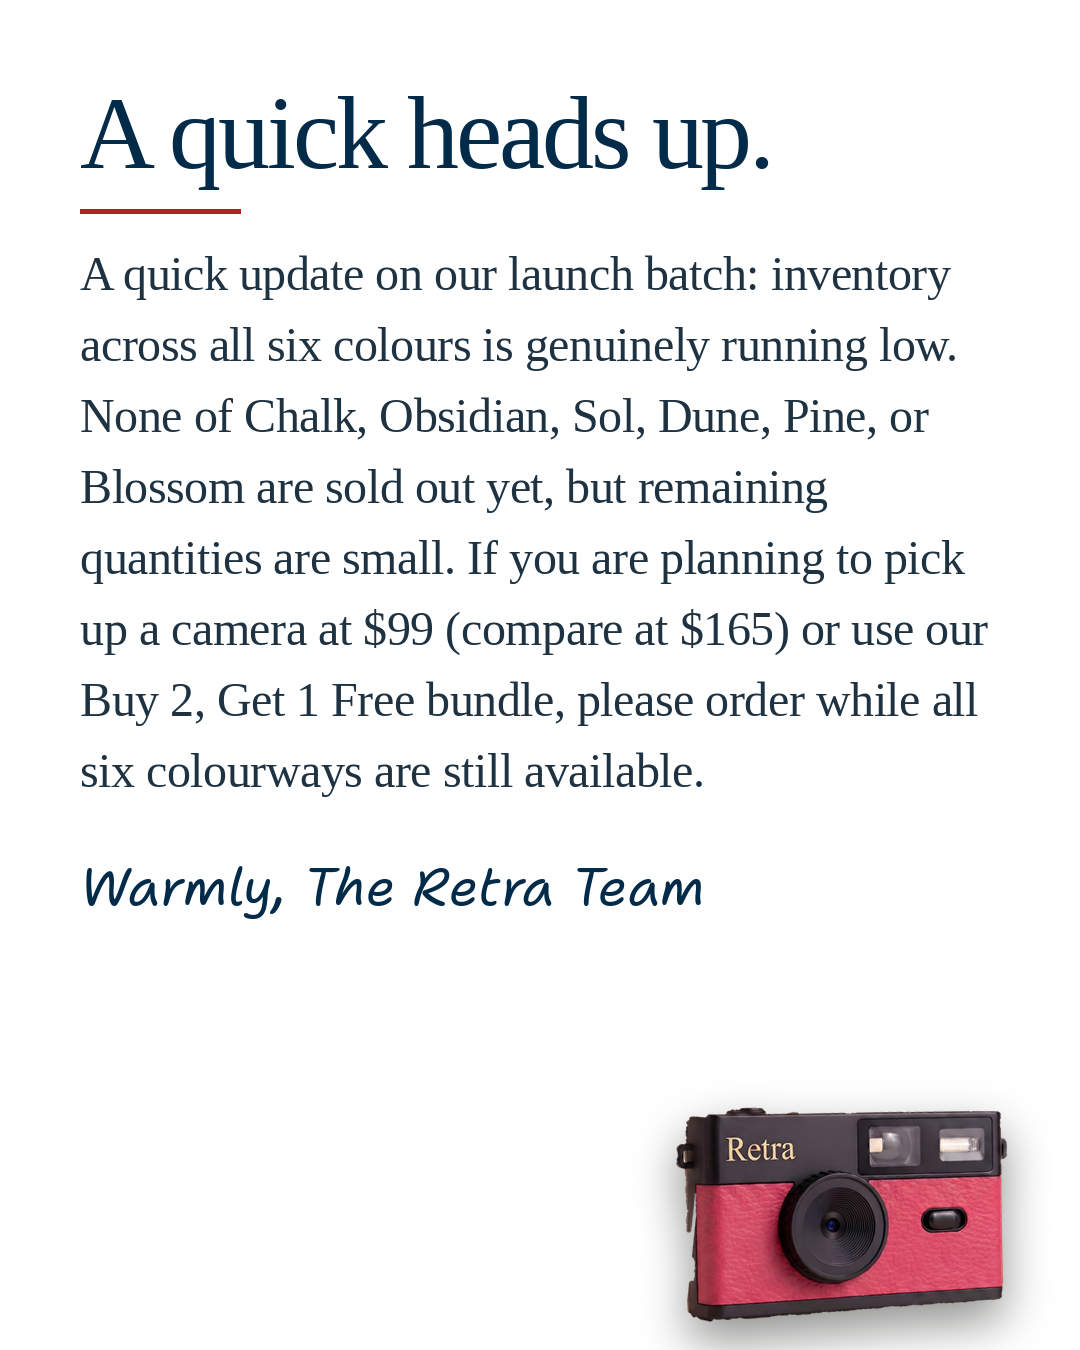 A quick heads up.
A quick update on our launch batch: inventory
across all six colours is genuinely running low.
None of Chalk, Obsidian, Sol, Dune, Pine, or
Blossom are sold out yet, but remaining
quantities are small. If you are planning to pick
up a camera at $99 (compare at $165) or use our
Buy 2, Get 1 Free bundle, please order while all
six colourways are still available.
Warmly, The Retra Team
Retra